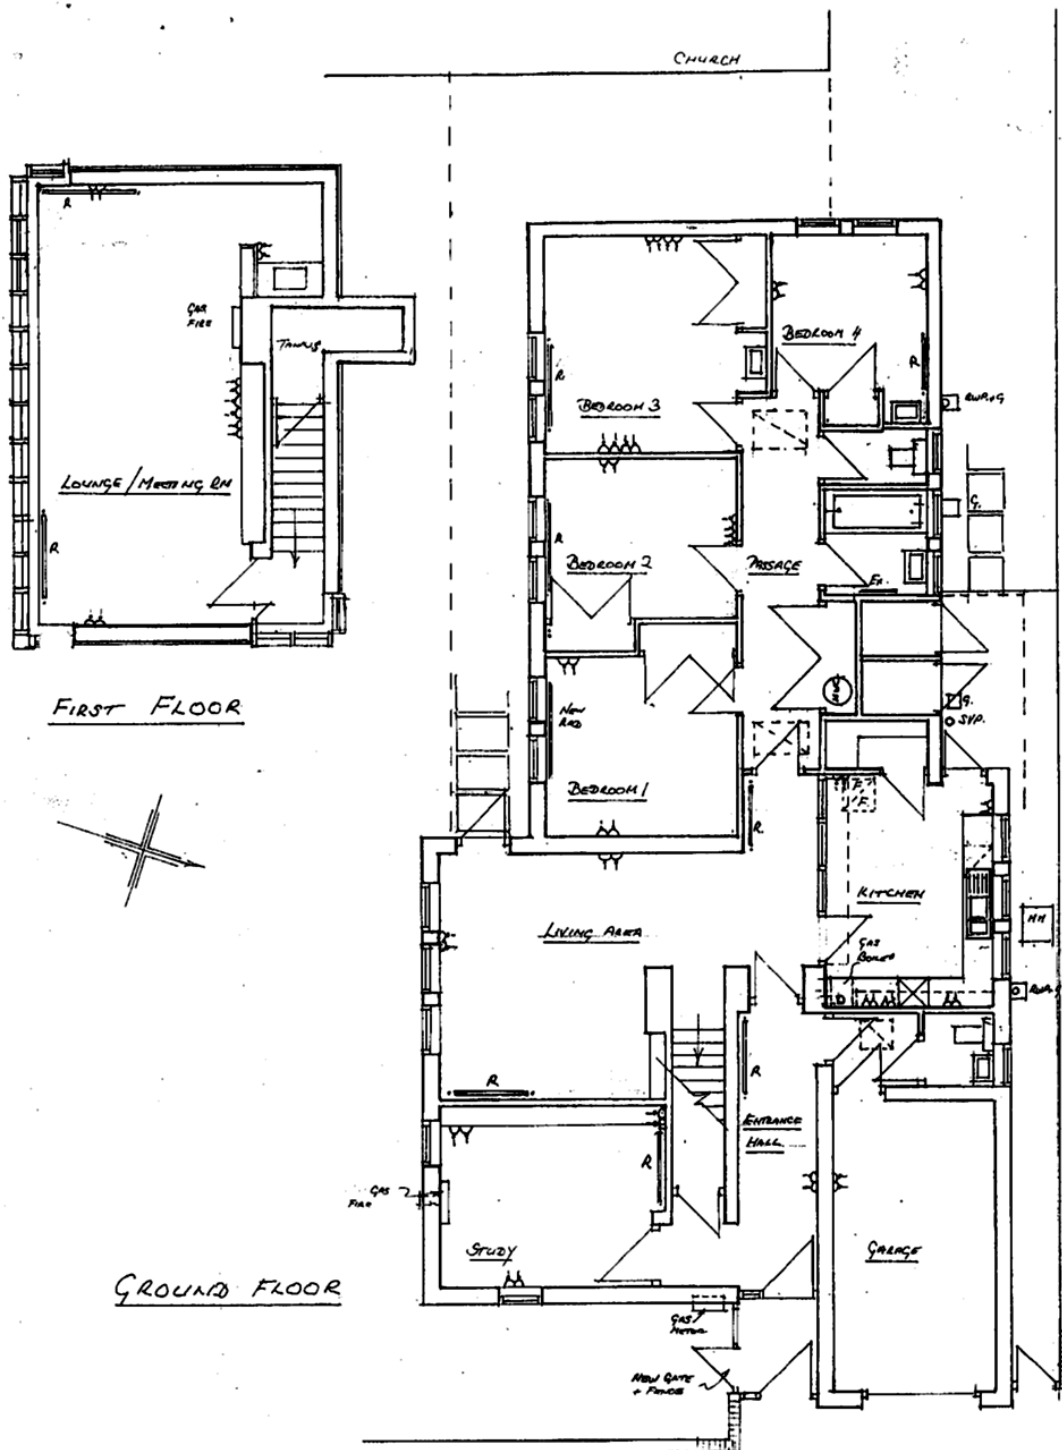 CHURCH
R
GAS
FIRE
TANKS
LOUNGE/MEETING RM
R
FIRST FLOOR
BEDROOM 4
R
R
BEDROOM 3
RWP+G
G.
R
BEDROOM 2
PASSAGE
HWC
G.
SVP.
NEW
RAD
BEDROOM 1
R.
F.
F.
KITCHEN
LIVING AREA
GAS
BOILER
MH
R
R
ENTRANCE
HALL
R
GAS
FIRE
STUDY
GARAGE
GROUND FLOOR
GAS
METER
NEW GATE
+ FENCE